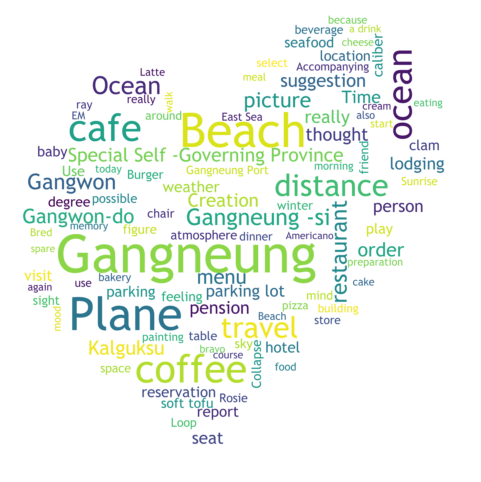 because
beverage
a drink
seafood
cheese
caliber
location
select
Accompanying
Latte
Ocean
meal
suggestion
ocean
really
ray
walk
picture
Time
cream
eating
EM
around
East Sea
really
also
start
cafe
Beach
thought
baby
Special Self -Governing Province
friend
clam
Use
today
Burger
Gangneung Port
morning
lodging
Gangwon
weather
distance
Sunrise
degree
possible
Creation
winter
person
Gangwon-do
chair
Gangneung -si
restaurant
play
Bred
memory
figure
atmosphere
dinner
Americano1
order
spare
Gangneung
preparation
visit
menu
cake
again
use
bakery
parking
parking lot
mind
building
sight
Plane
feeling
pension
pizza
store
mood
Beach
travel
painting
table
sky
Kalguksu
bravo
hotel
space
coffee
course
Collapse
food
reservation
Rosie
soft tofu
report
Loop
seat